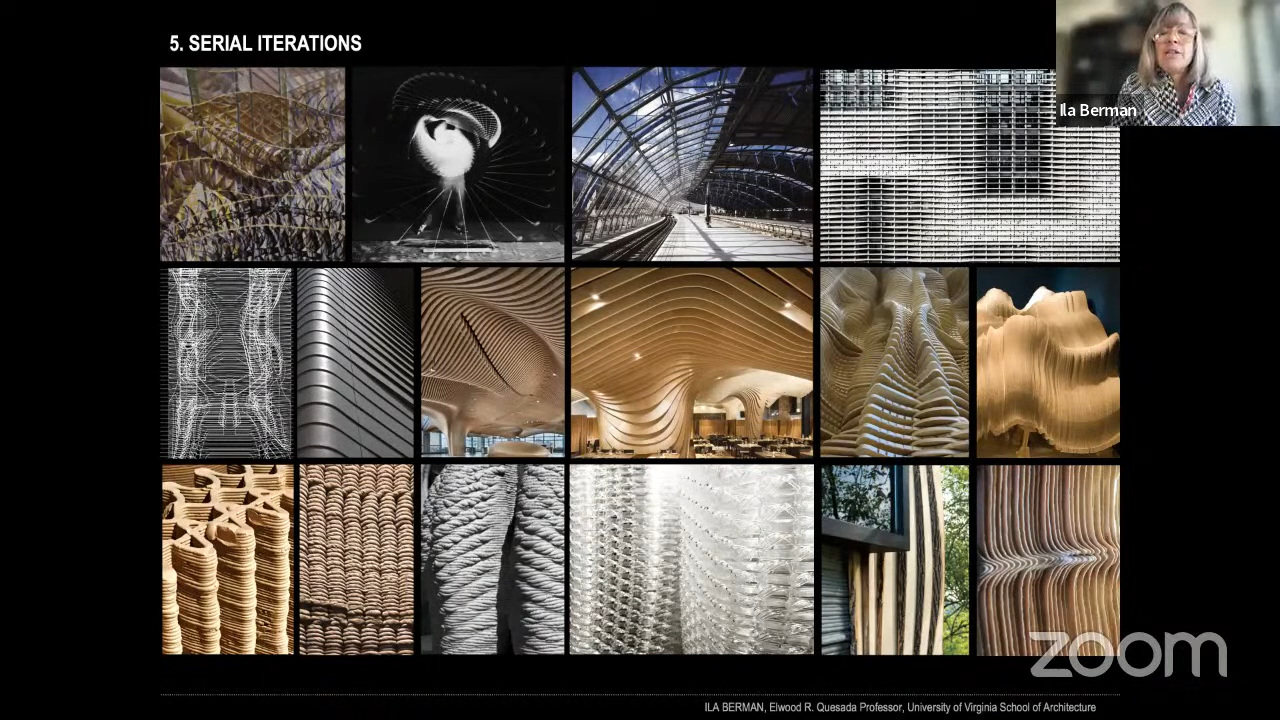 5. SERIAL ITERATIONS
Ila Berman
zoom
ILA BERMAN, Elwood R. Quesada Professor, University of Virginia School of Architecture